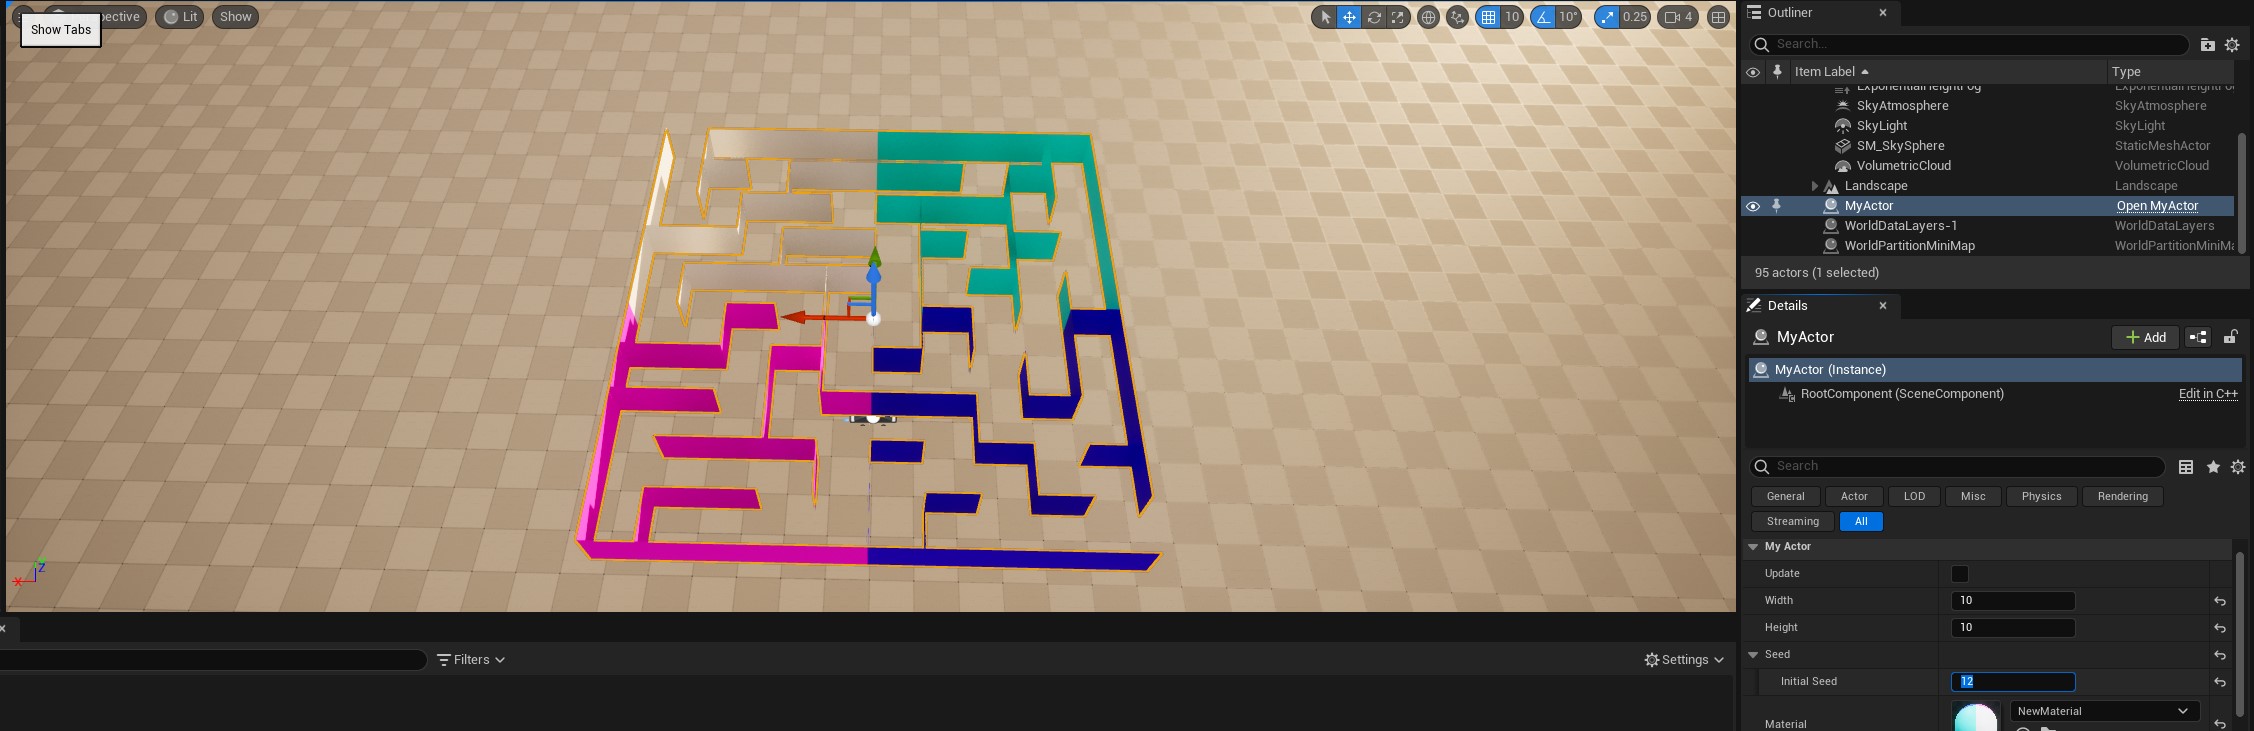 Show Tabs
Lit
Show
10
10°
0.25
4
Outliner
Search...
Item Label
Type
SkyAtmosphere SkyAtmosphere
SkyLight SkyLight
SM_SkySphere StaticMeshActor
VolumetricCloud VolumetricCloud
Landscape Landscape
MyActor Open MyActor
WorldDataLayers-1 WorldDataLayers
WorldPartitionMiniMap WorldPartitionMiniMa
95 actors (1 selected)
Details
MyActor
Add
MyActor (Instance)
RootComponent (SceneComponent) Edit in C++
Search
General Actor LOD Misc Physics Rendering
Streaming All
My Actor
Update
Width 10
Height 10
Seed
Initial Seed 12
Material NewMaterial
Filters
Settings
X
Z